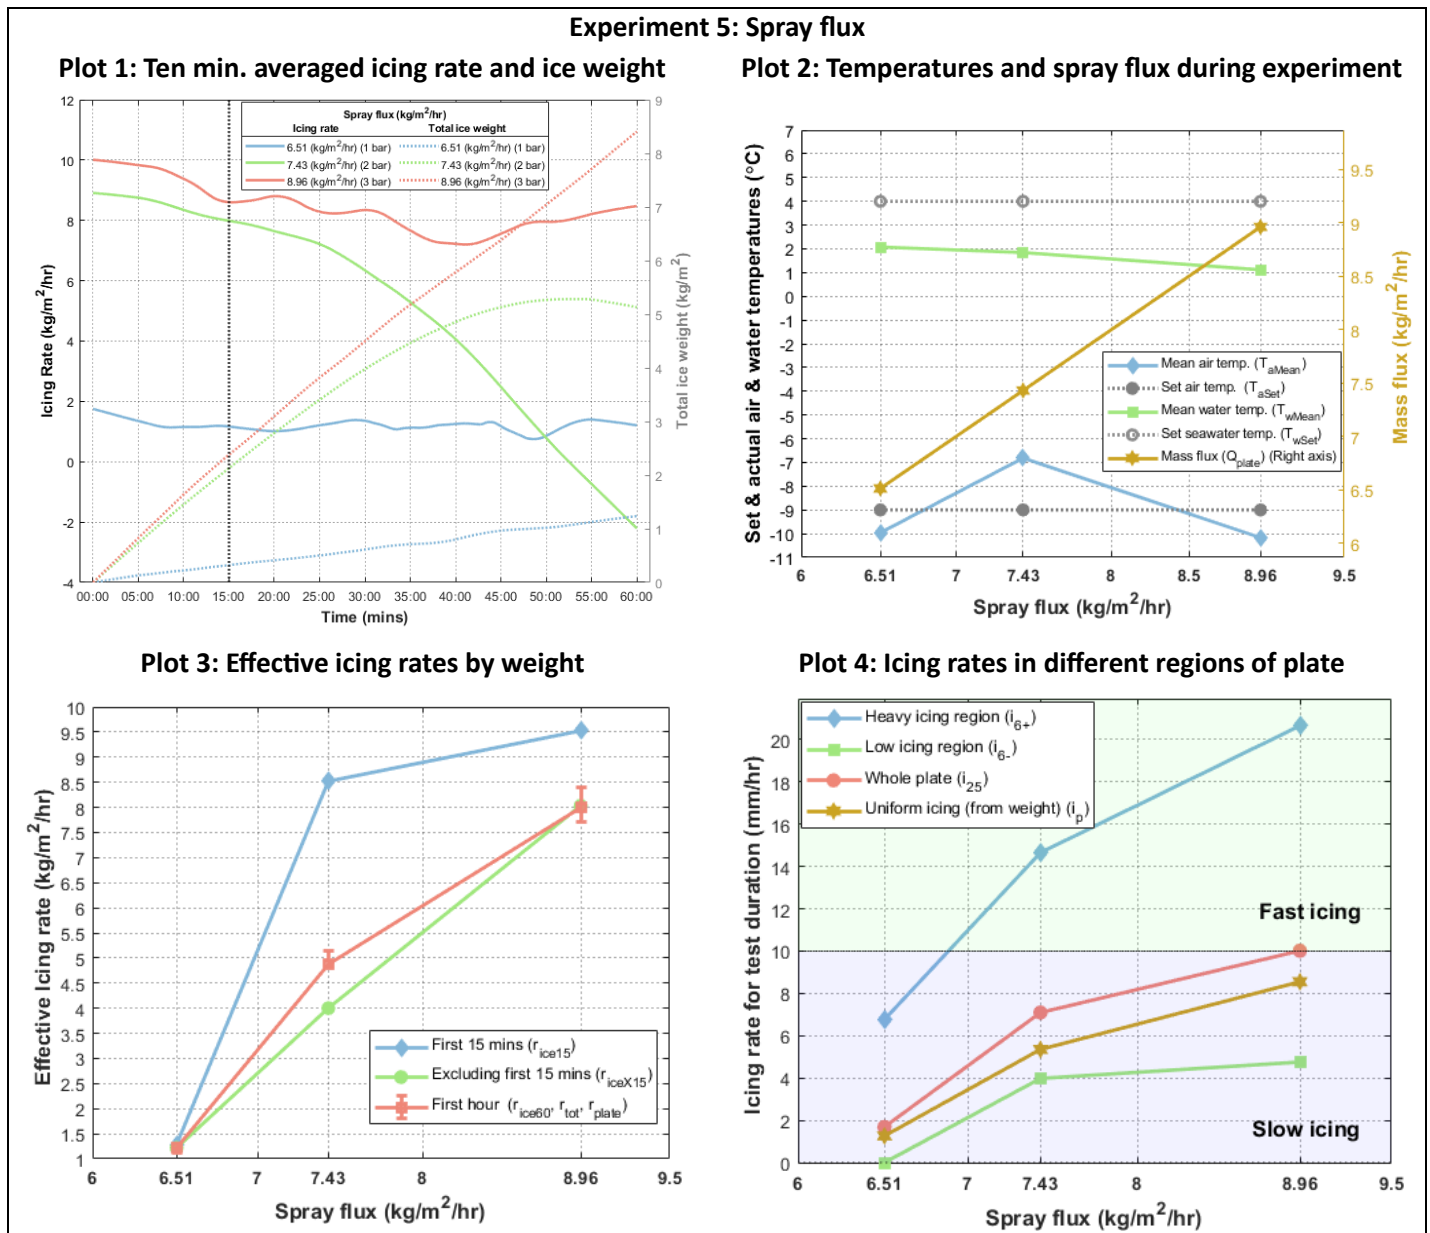 Experiment 5: Spray flux
Plot 1: Ten min. averaged icing rate and ice weight
12
10
8
6
4
2
0
-2
-4
Icing Rate (kg/m²/hr)
Spray flux (kg/m²/hr)
Icing rate Total ice weight
6.51 (kg/m²/hr) (1 bar) 6.51 (kg/m²/hr) (1 bar)
7.43 (kg/m²/hr) (2 bar) 7.43 (kg/m²/hr) (2 bar)
8.96 (kg/m²/hr) (3 bar) 8.96 (kg/m²/hr) (3 bar)
9
8
7
6
5
4
3
2
1
0
Total ice weight (kg/m²)
00:00 05:00 10:00 15:00 20:00 25:00 30:00 35:00 40:00 45:00 50:00 55:00 60:00
Time (mins)
Plot 2: Temperatures and spray flux during experiment
7
6
5
4
3
2
1
0
-1
-2
-3
-4
-5
-6
-7
-8
-9
-10
-11
Set & actual air & water temperatures (°C)
Mean air temp. (T_aMean)
Set air temp. (T_aSet)
Mean water temp. (T_wMean)
Set seawater temp. (T_wSet)
Mass flux (Q_plate) (Right axis)
9.5
9
8.5
8
7.5
7
6.5
6
Mass flux (kg/m²/hr)
6 6.51 7 7.43 8 8.5 8.96 9.5
Spray flux (kg/m²/hr)
Plot 3: Effective icing rates by weight
10
9.5
9
8.5
8
7.5
7
6.5
6
5.5
5
4.5
4
3.5
3
2.5
2
1.5
1
Effective Icing rate (kg/m²/hr)
First 15 mins (r_ice15)
Excluding first 15 mins (r_iceX15)
First hour (r_ice60, r_tot, r_plate)
6 6.51 7 7.43 8 8.96 9.5
Spray flux (kg/m²/hr)
Plot 4: Icing rates in different regions of plate
20
18
16
14
12
10
8
6
4
2
0
Icing rate for test duration (mm/hr)
Heavy icing region (i_6+)
Low icing region (i_6-)
Whole plate (i_25)
Uniform icing (from weight) (i_p)
Fast icing
Slow icing
6 6.51 7 7.43 8 8.96 9.5
Spray flux (kg/m²/hr)